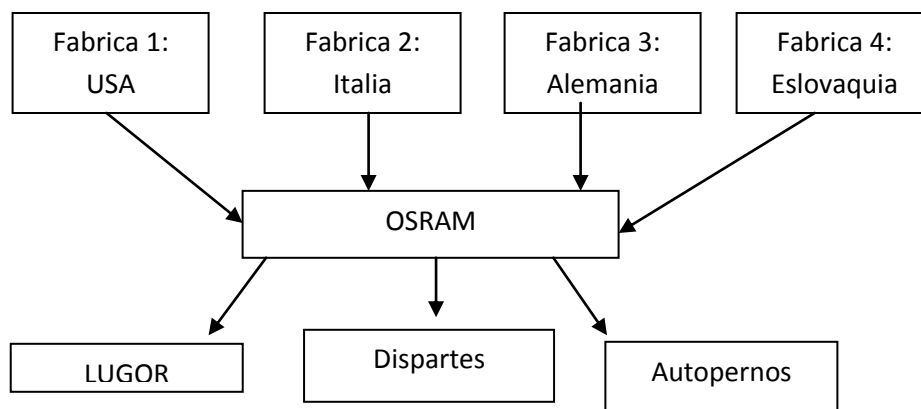 Fabrica 1:
USA
Fabrica 2:
Italia
Fabrica 3:
Alemania
Fabrica 4:
Eslovaquia
OSRAM
LUGOR
Dispartes
Autopernos